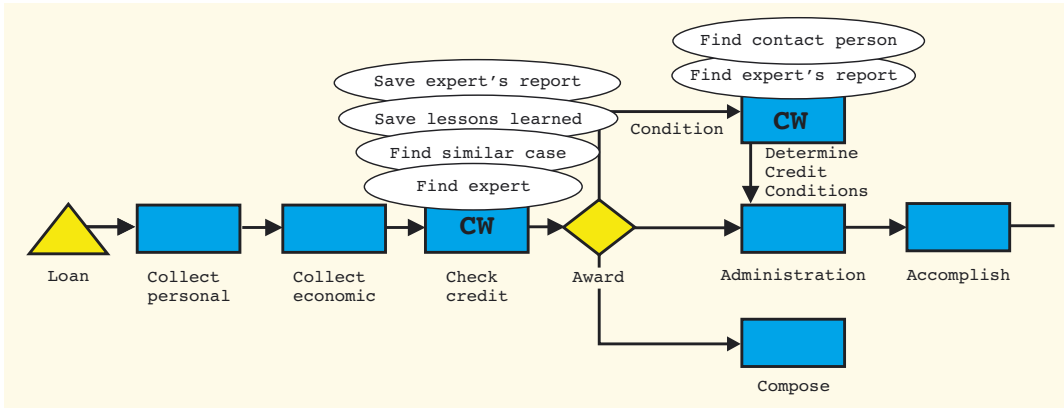 Find contact person
Find expert's report
CW
Save expert's report
Save lessons learned
Find similar case
Find expert
CW
Condition
Determine
Credit
Conditions
Loan
Collect
personal
Collect
economic
Check
credit
Award
Administration
Accomplish
Compose